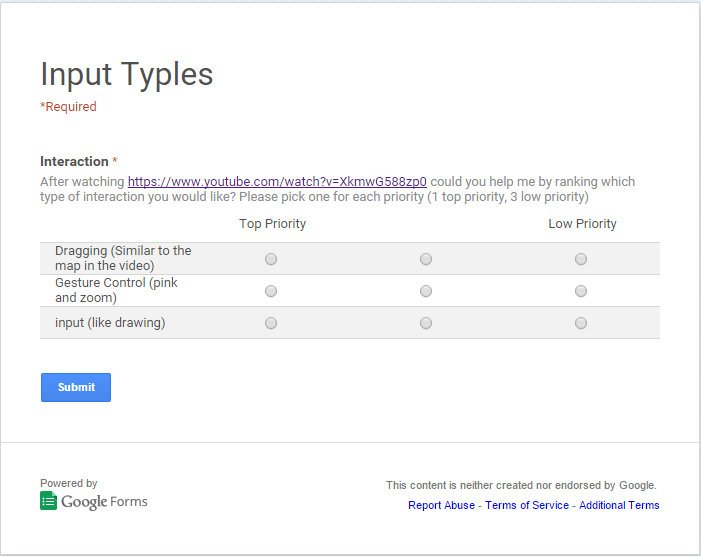 Input Typles
*Required
Interaction *
After watching https://www.youtube.com/watch?v=XkmwG588zp0 could you help me by ranking which
type of interaction you would like? Please pick one for each priority (1 top priority, 3 low priority)
Top Priority Low Priority
Dragging (Similar to the
map in the video)
Gesture Control (pink
and zoom)
input (like drawing)
Submit
Powered by
Google Forms
This content is neither created nor endorsed by Google.
Report Abuse - Terms of Service - Additional Terms